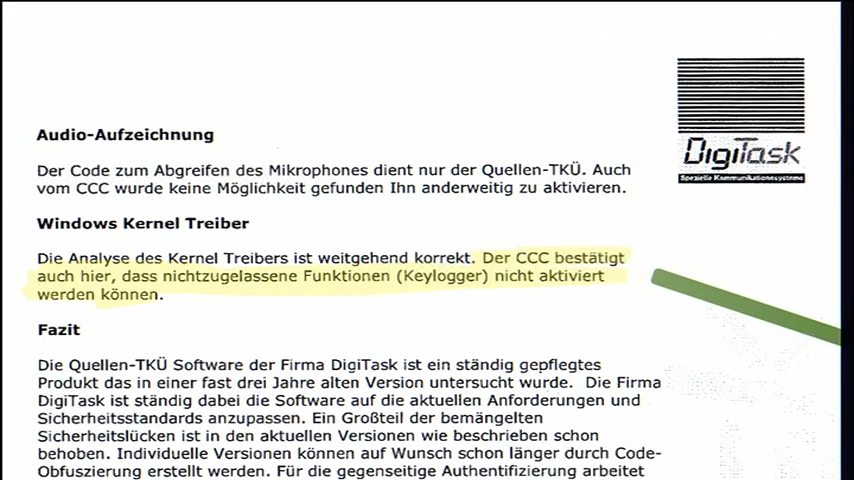 Audio-Aufzeichnung
Der Code zum Abgreifen des Mikrophones dient nur der Quellen-TKÜ. Auch
vom CCC wurde keine Möglichkeit gefunden Ihn anderweitig zu aktivieren.
Windows Kernel Treiber
Die Analyse des Kernel Treibers ist weitgehend korrekt. Der CCC bestätigt
auch hier, dass nichtzugelassene Funktionen (Keylogger) nicht aktiviert
werden können.
Fazit
Die Quellen-TKÜ Software der Firma DigiTask ist ein ständig gepflegtes
Produkt das in einer fast drei Jahre alten Version untersucht wurde. Die Firma
DigiTask ist ständig dabei die Software auf die aktuellen Anforderungen und
Sicherheitsstandards anzupassen. Ein Großteil der bemängelten
Sicherheitslücken ist in den aktuellen Versionen wie beschrieben schon
behoben. Individuelle Versionen können auf Wunsch schon länger durch Code-
Obfuszierung erstellt werden. Für die gegenseitige Authentifizierung arbeitet
DigiTask
Spezielle Kommunikationssysteme